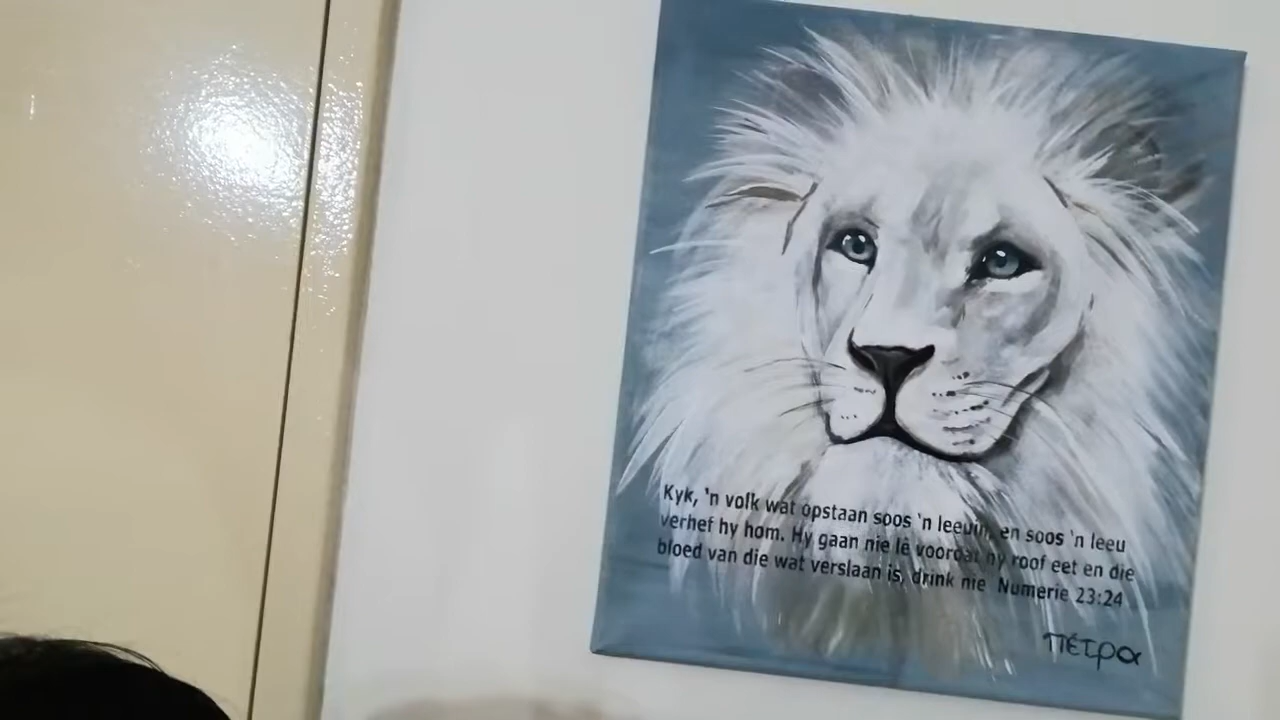 Kyk, 'n volk wat opstaan soos 'n leeuin, en soos 'n leeu
verhef hy hom. Hy gaan nie lê voordat hy roof eet en die
bloed van die wat verslaan is, drink nie Numerie 23:24
πέτρα